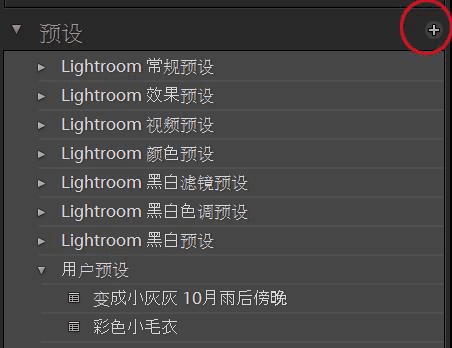 预设
Lightroom 常规预设
Lightroom 效果预设
Lightroom 视频预设
Lightroom 颜色预设
Lightroom 黑白滤镜预设
Lightroom 黑白色调预设
Lightroom 黑白预设
用户预设
变成小灰灰 10月雨后傍晚
彩色小毛衣